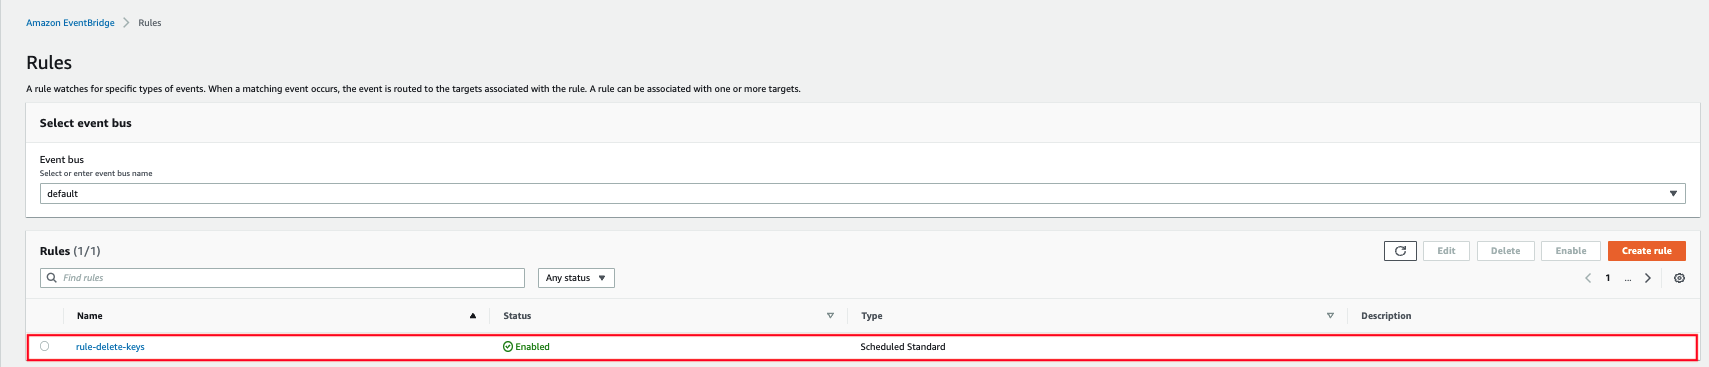 Amazon EventBridge > Rules
Rules
A rule watches for specific types of events. When a matching event occurs, the event is routed to the targets associated with the rule. A rule can be associated with one or more targets.
Select event bus
Event bus
Select or enter event bus name
default
Rules (1/1) Edit Delete Enable Create rule
Find rules Any status 1 ...
Name Status Type Description
rule-delete-keys Enabled Scheduled Standard